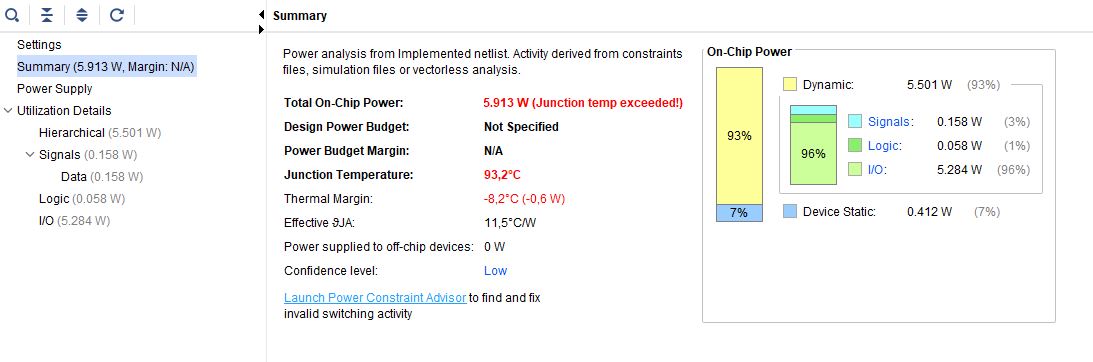 Summary
Settings
Summary (5.913 W, Margin: N/A)
Power Supply
Utilization Details
Hierarchical (5.501 W)
Signals (0.158 W)
Data (0.158 W)
Logic (0.058 W)
I/O (5.284 W)
Power analysis from Implemented netlist. Activity derived from constraints
files, simulation files or vectorless analysis.
Total On-Chip Power: 5.913 W (Junction temp exceeded!)
Design Power Budget: Not Specified
Power Budget Margin: N/A
Junction Temperature: 93,2°C
Thermal Margin: -8,2°C (-0,6 W)
Effective ϑJA: 11,5°C/W
Power supplied to off-chip devices: 0 W
Confidence level: Low
Launch Power Constraint Advisor to find and fix
invalid switching activity
On-Chip Power
93%
7%
Dynamic: 5.501 W (93%)
96%
Signals: 0.158 W (3%)
Logic: 0.058 W (1%)
I/O: 5.284 W (96%)
Device Static: 0.412 W (7%)